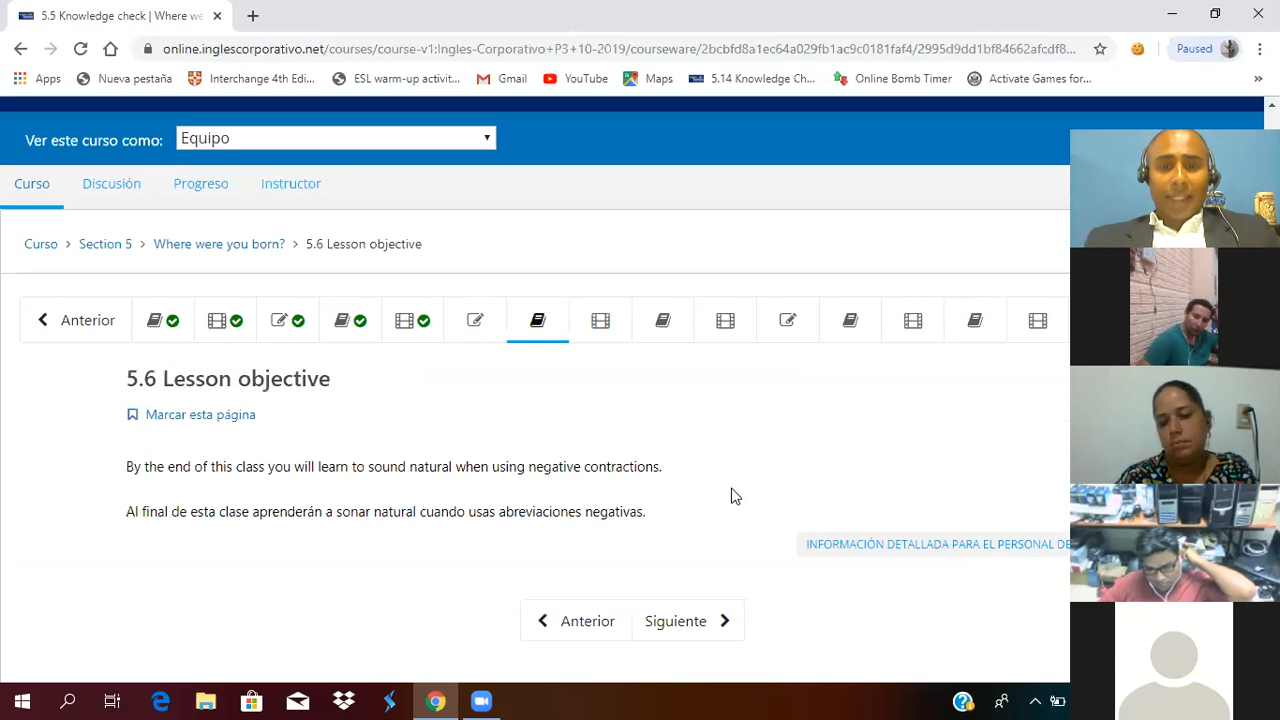 5.5 Knowledge check | Where we
online.inglescorporativo.net/courses/course-v1:Ingles-Corporativo+P3+10-2019/courseware/2bcbfd8a1ec64a029fb1ac9c0181faf4/2995d9dd1bf84662afcdf8...
Paused
Apps
Nueva pestaña
Interchange 4th Edi...
ESL warm-up activit...
Gmail
YouTube
Maps
5.14 Knowledge Ch...
Online Bomb Timer
Activate Games for...
»
Ver este curso como:
Equipo
Curso
Discusión
Progreso
Instructor
Curso > Section 5 > Where were you born? > 5.6 Lesson objective
Anterior
5.6 Lesson objective
Marcar esta página
By the end of this class you will learn to sound natural when using negative contractions.
Al final de esta clase aprenderán a sonar natural cuando usas abreviaciones negativas.
INFORMACIÓN DETALLADA PARA EL PERSONAL DE
Anterior
Siguiente